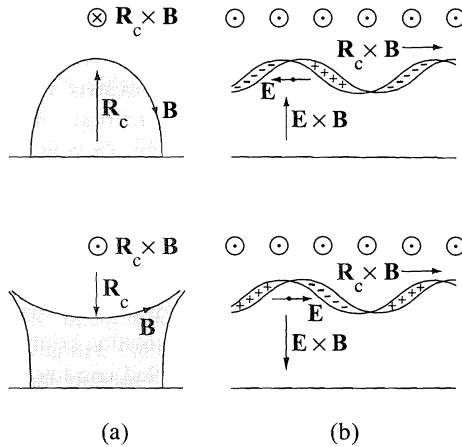 ⊗ R_c × B
R_c
B
R_c × B
- - - + + + + - - -
E
E × B
⊙ R_c × B
R_c
B
R_c × B
+ + + - - - - + + +
E
E × B
(a)
(b)